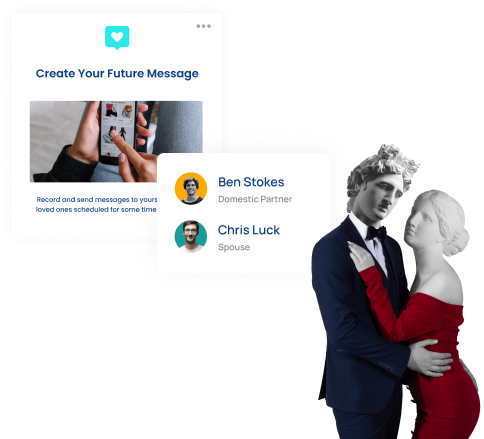 Create Your Future Message
Record and send messages to yours
loved ones scheduled for some time
Ben Stokes
Domestic Partner
Chris Luck
Spouse